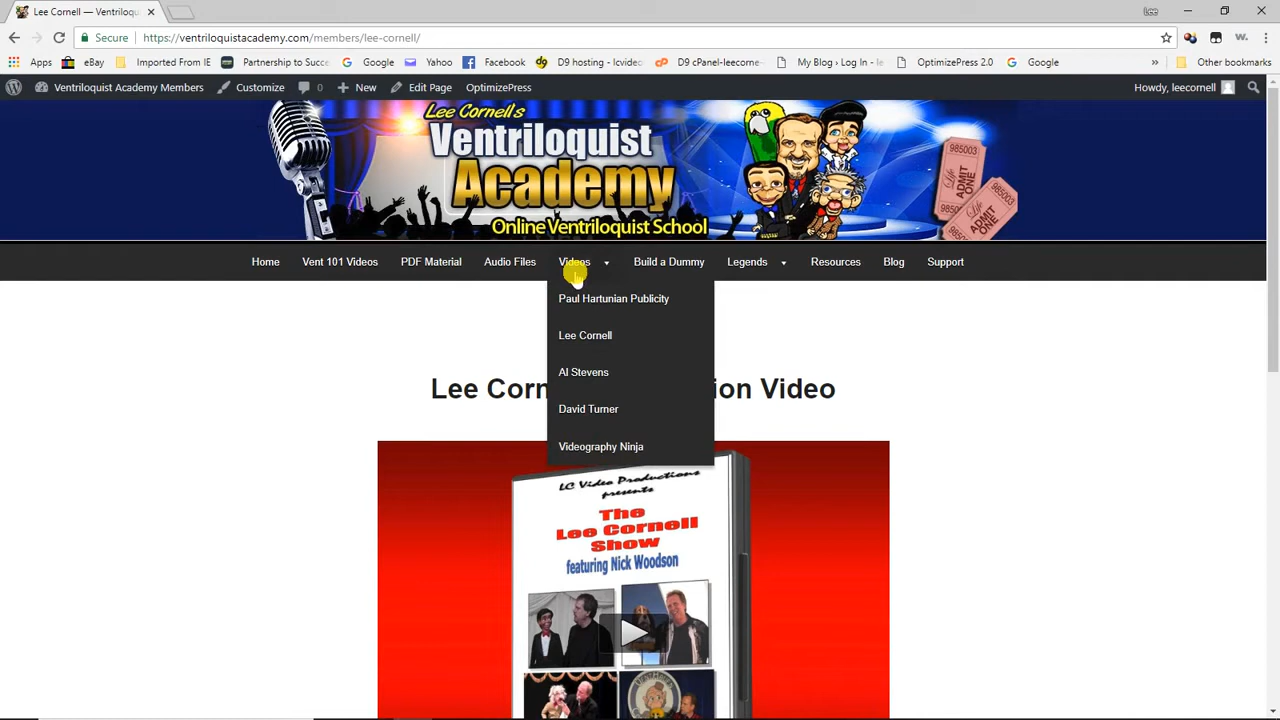 Lee Cornell — Ventriloqu
Secure https://ventriloquistacademy.com/members/lee-cornell/
Apps eBay Imported From IE Partnership to Succe Google Yahoo Facebook D9 hosting - lcvideo D9 cPanel-leecorne My Blog › Log In - le OptimizePress 2.0 Google » Other bookmarks
Ventriloquist Academy Members Customize 0 New Edit Page OptimizePress Howdy, leecornell
Lee Cornell's
Ventriloquist
Academy
Online Ventriloquist School
985003
ADMIT ONE
ADMIT ONE
Home Vent 101 Videos PDF Material Audio Files Videos Build a Dummy Legends Resources Blog Support
Paul Hartunian Publicity
Lee Cornell
Al Stevens
David Turner
Videography Ninja
Lee Corn ion Video
LC Video Productions
presents
The
Lee Cornell
Show
featuring Nick Woodson